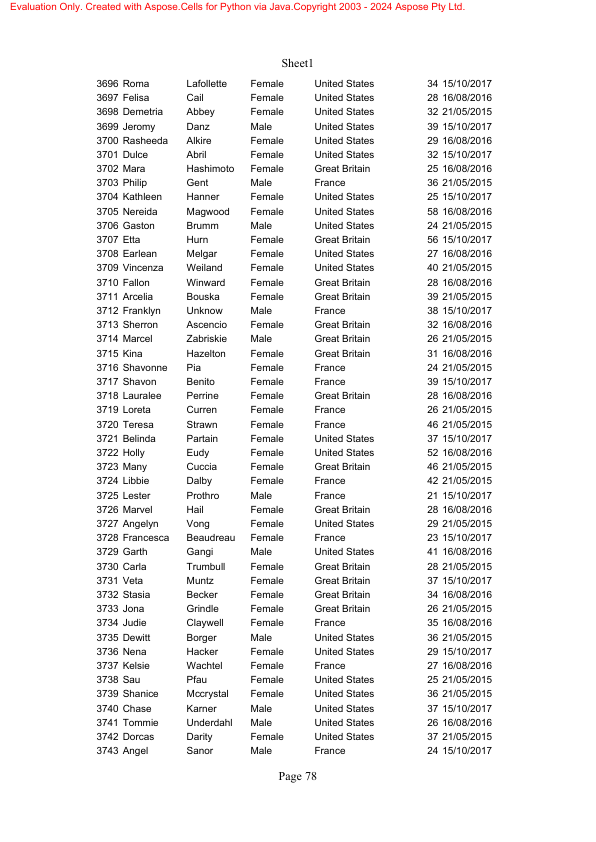 Evaluation Only. Created with Aspose.Cells for Python via Java.Copyright 2003 - 2024 Aspose Pty Ltd.
Sheet1
3696 Roma Lafollette Female United States 34 15/10/2017
3697 Felisa Cail Female United States 28 16/08/2016
3698 Demetria Abbey Female United States 32 21/05/2015
3699 Jeromy Danz Male United States 39 15/10/2017
3700 Rasheeda Alkire Female United States 29 16/08/2016
3701 Dulce Abril Female United States 32 15/10/2017
3702 Mara Hashimoto Female Great Britain 25 16/08/2016
3703 Philip Gent Male France 36 21/05/2015
3704 Kathleen Hanner Female United States 25 15/10/2017
3705 Nereida Magwood Female United States 58 16/08/2016
3706 Gaston Brumm Male United States 24 21/05/2015
3707 Etta Hurn Female Great Britain 56 15/10/2017
3708 Earlean Melgar Female United States 27 16/08/2016
3709 Vincenza Weiland Female United States 40 21/05/2015
3710 Fallon Winward Female Great Britain 28 16/08/2016
3711 Arcelia Bouska Female Great Britain 39 21/05/2015
3712 Franklyn Unknow Male France 38 15/10/2017
3713 Sherron Ascencio Female Great Britain 32 16/08/2016
3714 Marcel Zabriskie Male Great Britain 26 21/05/2015
3715 Kina Hazelton Female Great Britain 31 16/08/2016
3716 Shavonne Pia Female France 24 21/05/2015
3717 Shavon Benito Female France 39 15/10/2017
3718 Lauralee Perrine Female Great Britain 28 16/08/2016
3719 Loreta Curren Female France 26 21/05/2015
3720 Teresa Strawn Female France 46 21/05/2015
3721 Belinda Partain Female United States 37 15/10/2017
3722 Holly Eudy Female United States 52 16/08/2016
3723 Many Cuccia Female Great Britain 46 21/05/2015
3724 Libbie Dalby Female France 42 21/05/2015
3725 Lester Prothro Male France 21 15/10/2017
3726 Marvel Hail Female Great Britain 28 16/08/2016
3727 Angelyn Vong Female United States 29 21/05/2015
3728 Francesca Beaudreau Female France 23 15/10/2017
3729 Garth Gangi Male United States 41 16/08/2016
3730 Carla Trumbull Female Great Britain 28 21/05/2015
3731 Veta Muntz Female Great Britain 37 15/10/2017
3732 Stasia Becker Female Great Britain 34 16/08/2016
3733 Jona Grindle Female Great Britain 26 21/05/2015
3734 Judie Claywell Female France 35 16/08/2016
3735 Dewitt Borger Male United States 36 21/05/2015
3736 Nena Hacker Female United States 29 15/10/2017
3737 Kelsie Wachtel Female France 27 16/08/2016
3738 Sau Pfau Female United States 25 21/05/2015
3739 Shanice Mccrystal Female United States 36 21/05/2015
3740 Chase Karner Male United States 37 15/10/2017
3741 Tommie Underdahl Male United States 26 16/08/2016
3742 Dorcas Darity Female United States 37 21/05/2015
3743 Angel Sanor Male France 24 15/10/2017
Page 78